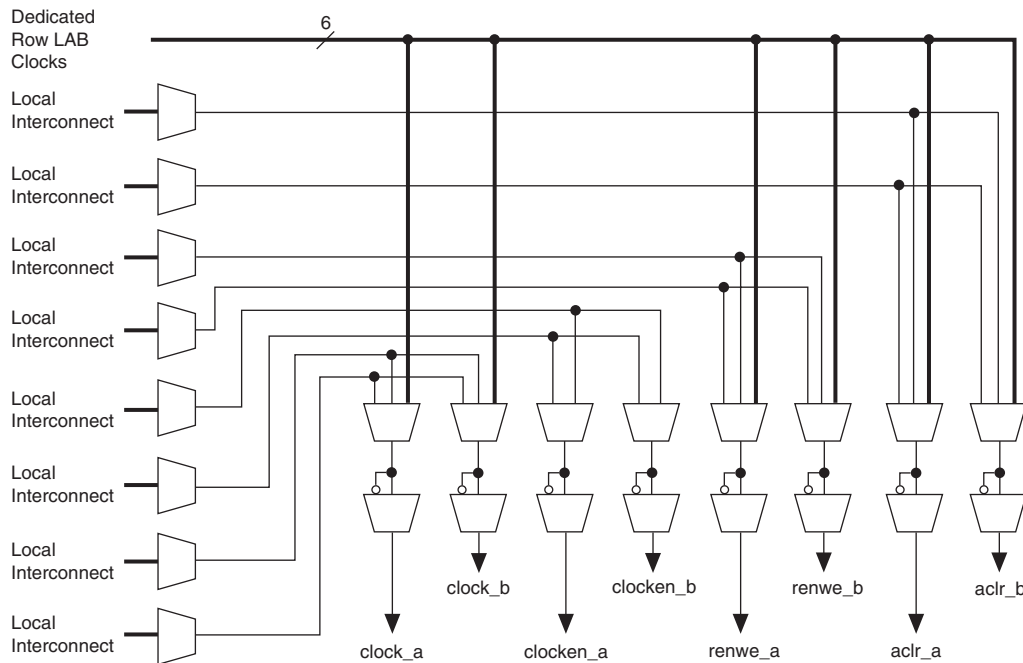 Dedicated
Row LAB
Clocks
6
Local
Interconnect
Local
Interconnect
Local
Interconnect
Local
Interconnect
Local
Interconnect
Local
Interconnect
Local
Interconnect
Local
Interconnect
clock_b
clocken_b
renwe_b
aclr_b
clock_a
clocken_a
renwe_a
aclr_a